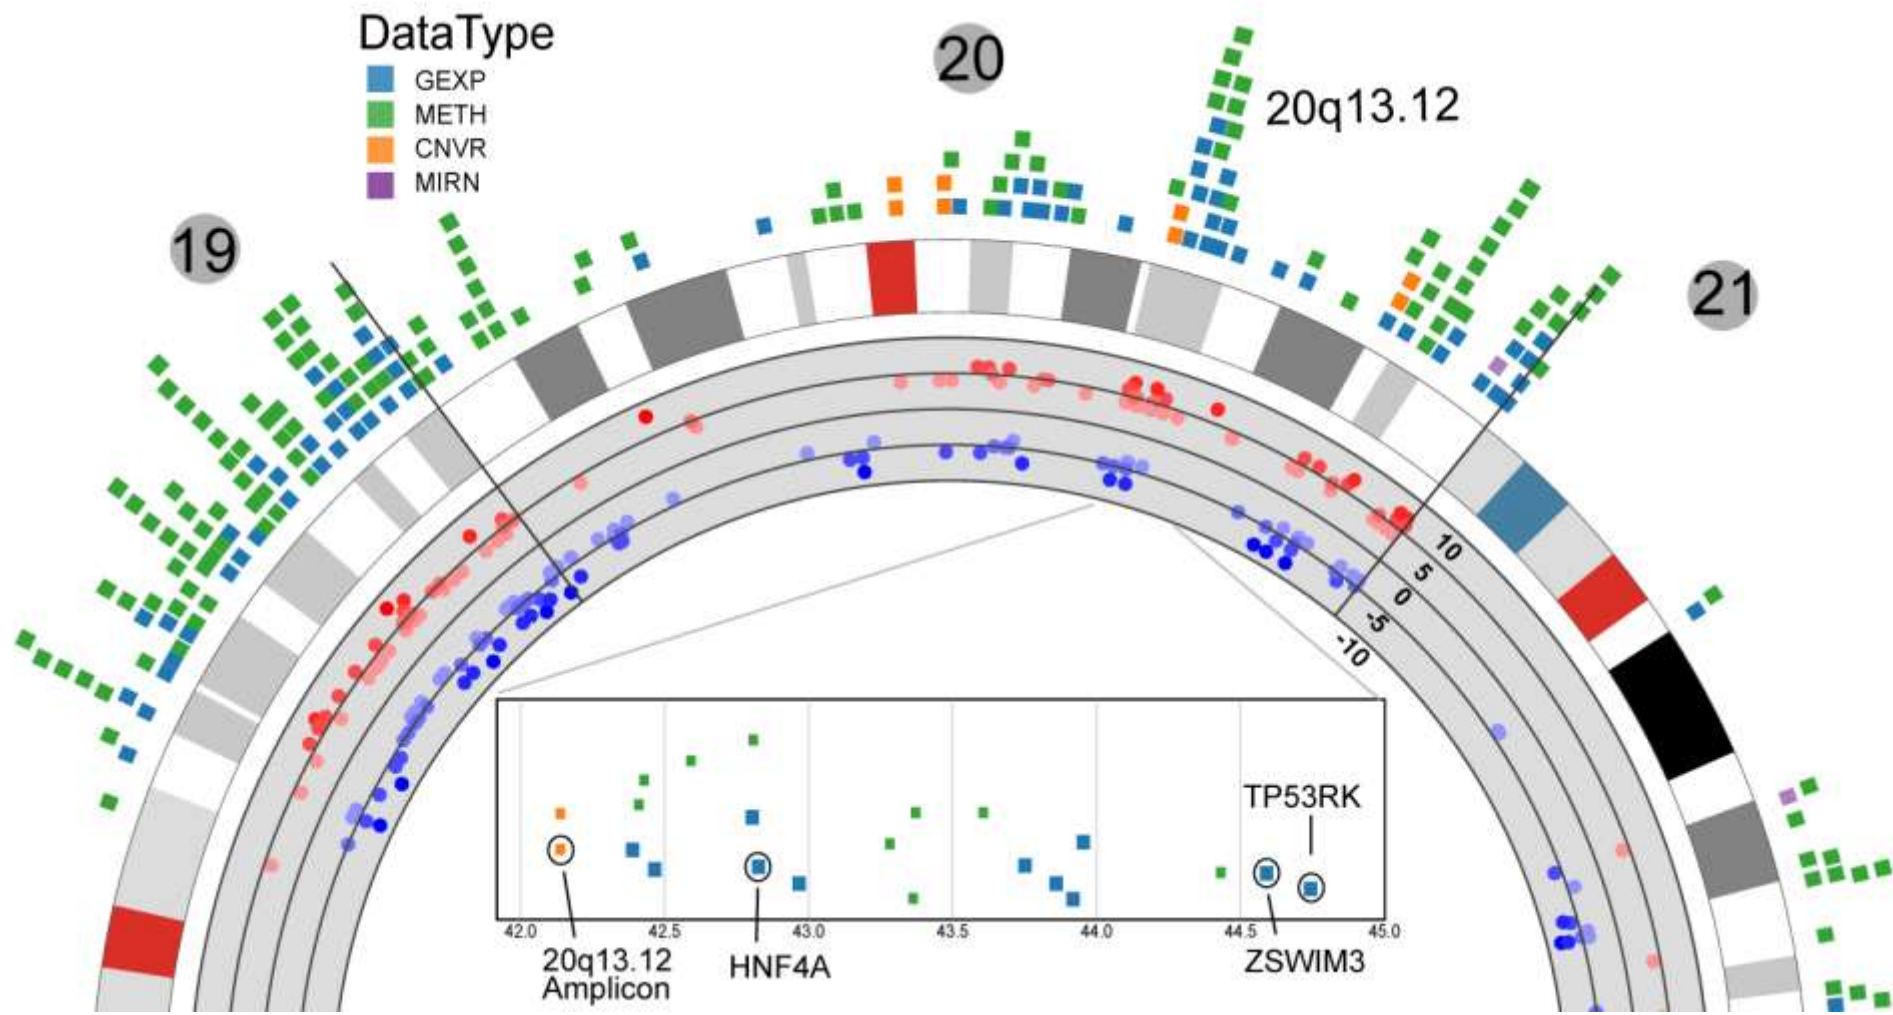 DataType
GEXP
METH
CNVR
MIRN
20
20q13.12
19
21
10
5
0
-5
-10
TP53RK
42.0
42.5
43.0
43.5
44.0
44.5
45.0
20q13.12
Amplicon
HNF4A
ZSWIM3